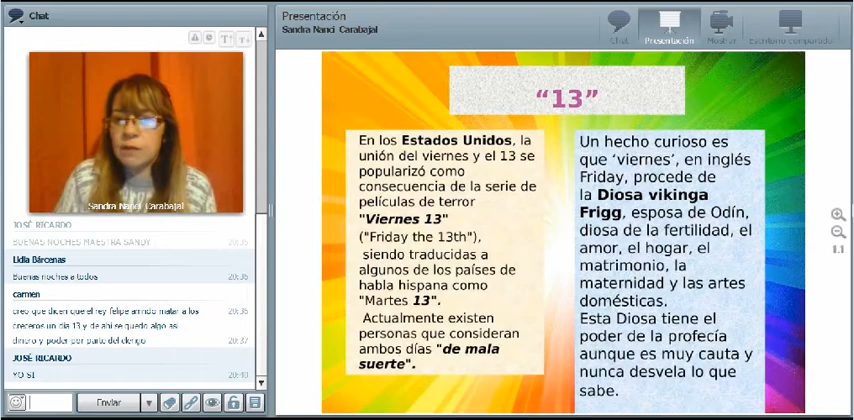 Chat
Sandra Nanci Carabajal
JOSÉ RICARDO
BUENAS NOCHES MAESTRA SANDY 20:35
Lidia Bárcenas
Buenas noches a todos 20:36
carmen
creo que dicen que el rey felipe amndo matar a los 20:36
creceros un día 13 y de ahi se quedo algo asi
dinero y poder por parte del clengo 20:37
JOSÉ RICARDO
YO SI 20:40
Enviar
Presentación
Sandra Nanci Carabajal
Chat
Presentación
Mostrar
Escritorio compartido
“13”
En los Estados Unidos, la
unión del viernes y el 13 se
popularizó como
consecuencia de la serie de
películas de terror
"Viernes 13"
("Friday the 13th"),
siendo traducidas a
algunos de los países de
habla hispana como
"Martes 13".
Actualmente existen
personas que consideran
ambos días "de mala
suerte".
Un hecho curioso es
que ‘viernes’, en inglés
Friday, procede de
la Diosa vikinga
Frigg, esposa de Odín,
diosa de la fertilidad, el
amor, el hogar, el
matrimonio, la
maternidad y las artes
domésticas.
Esta Diosa tiene el
poder de la profecía
aunque es muy cauta y
nunca desvela lo que
sabe.
1:1